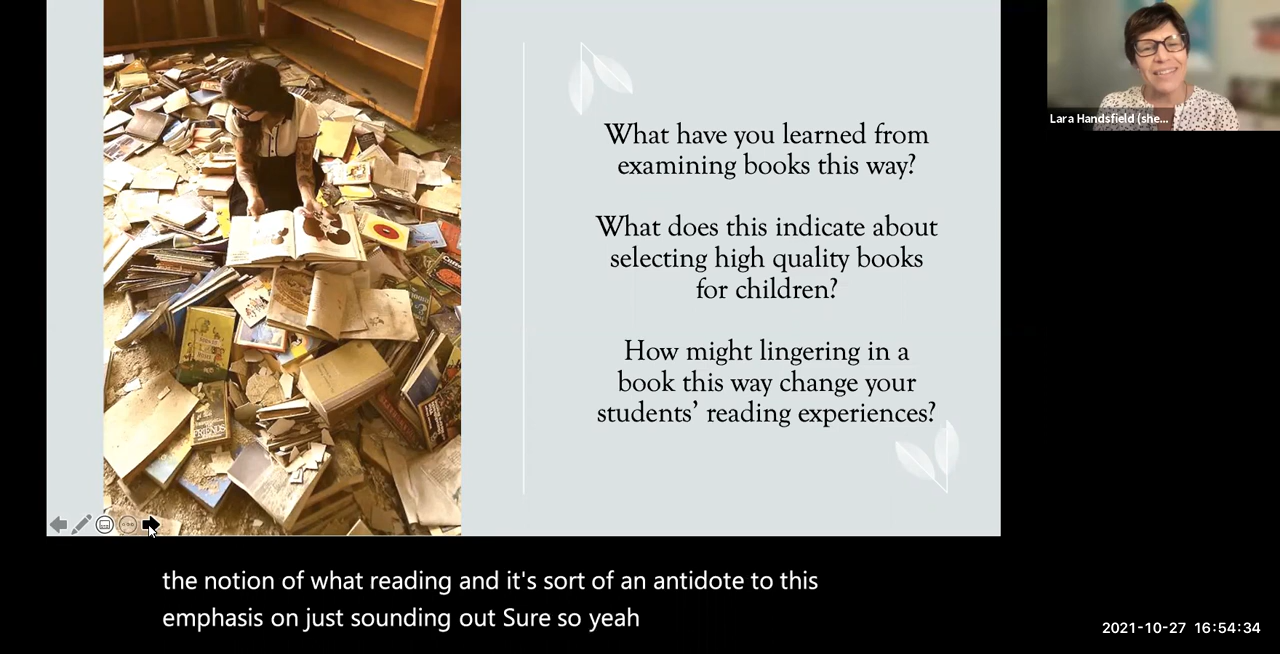 What have you learned from
examining books this way?
What does this indicate about
selecting high quality books
for children?
How might lingering in a
book this way change your
students’ reading experiences?
Lara Handsfield (she...
FRIENDS
the notion of what reading and it's sort of an antidote to this
emphasis on just sounding out Sure so yeah
2021-10-27 16:54:34